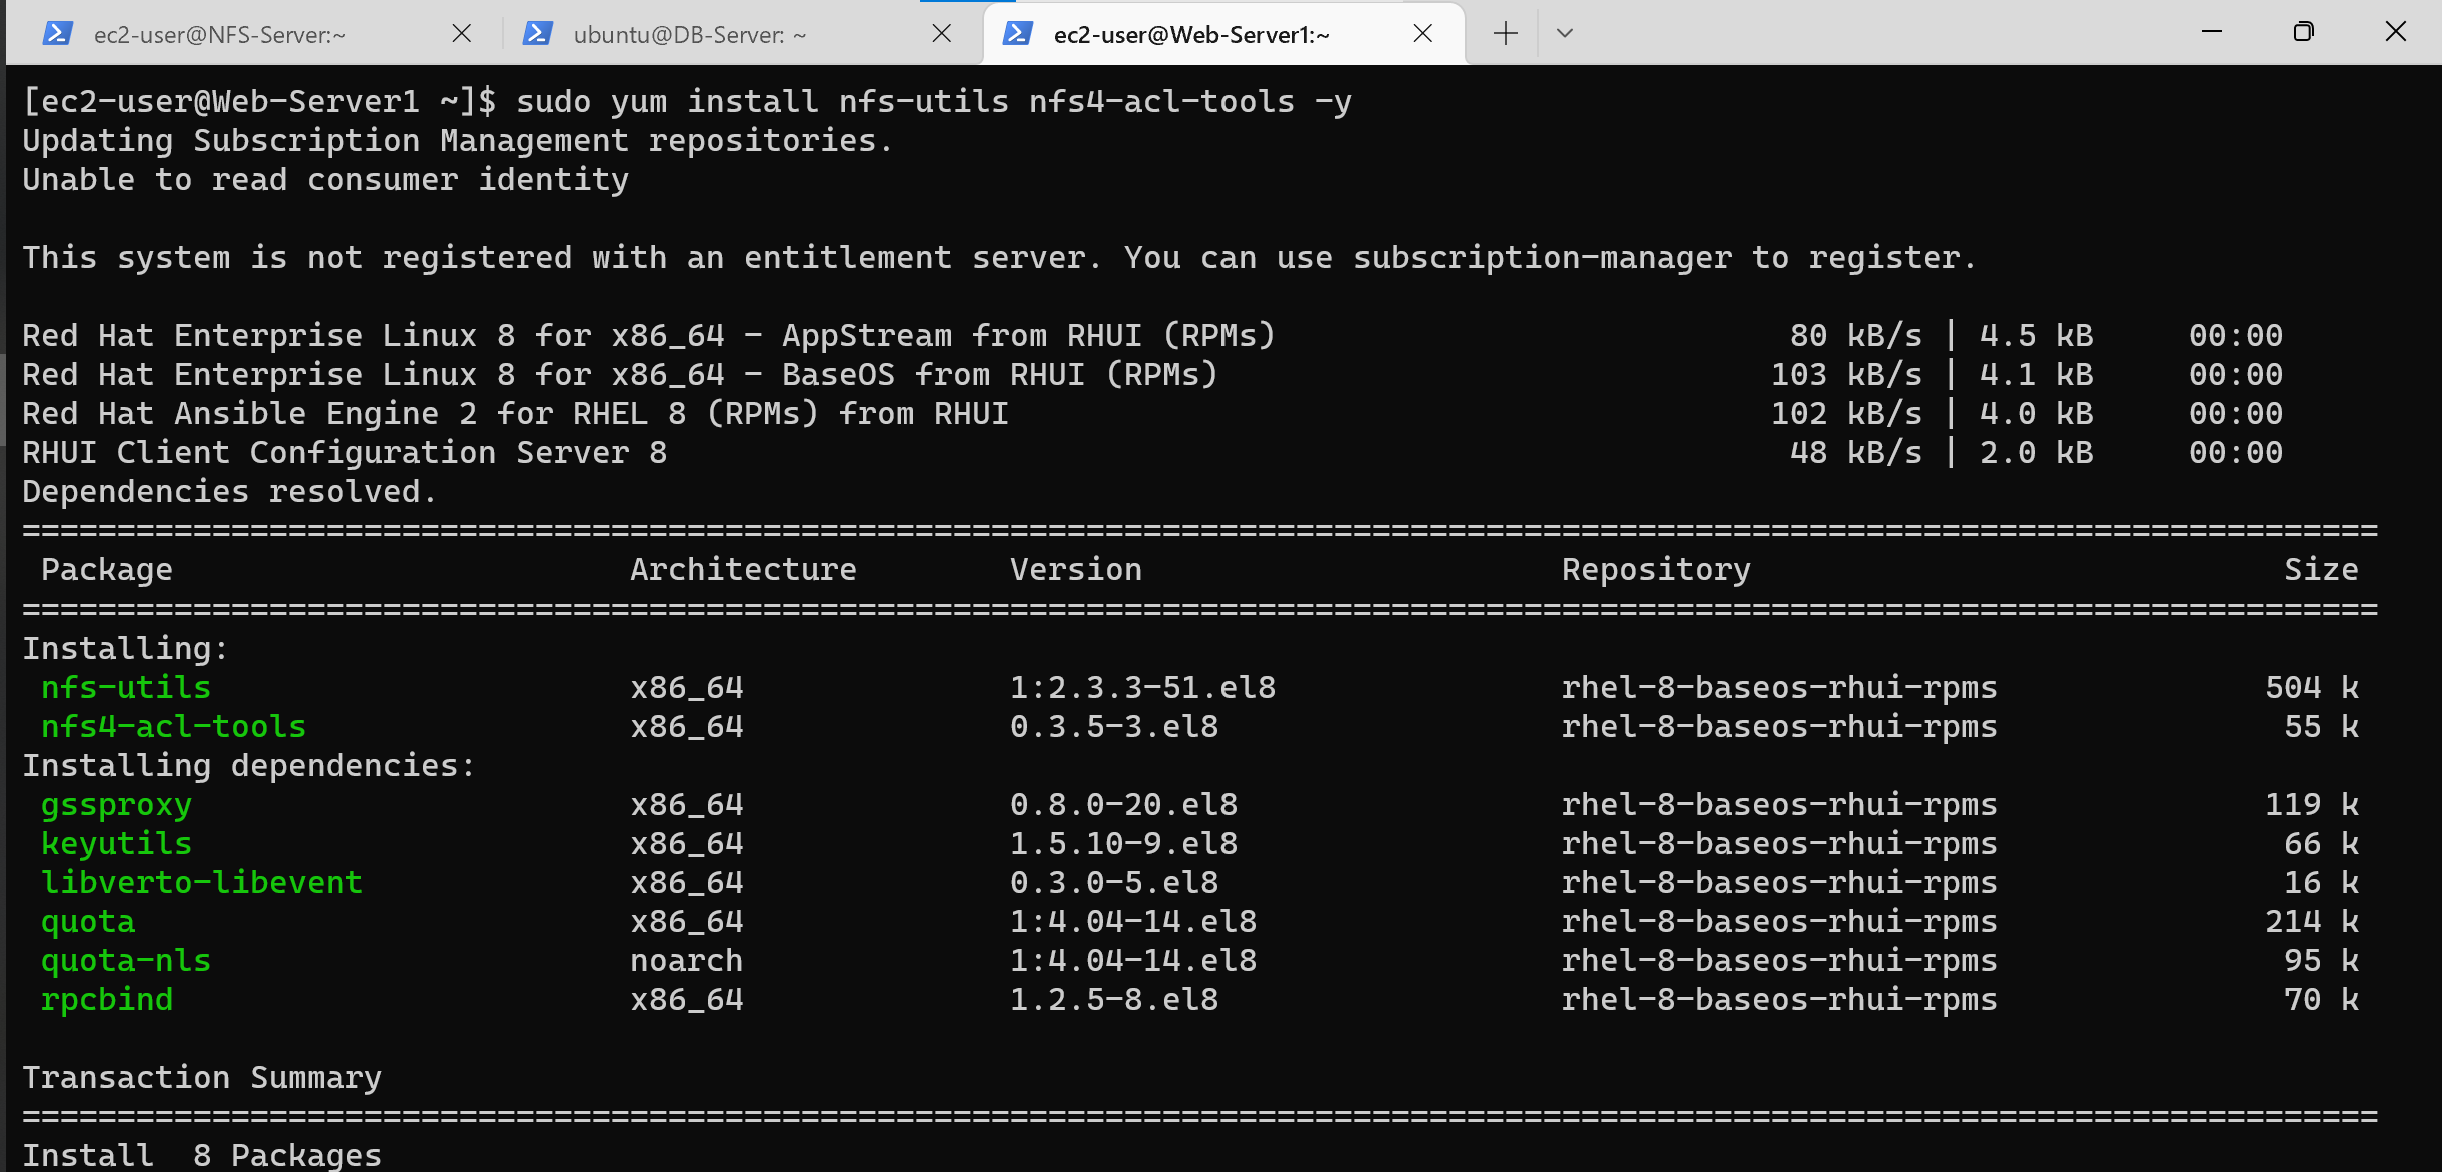 ec2-user@NFS-Server:~ ubuntu@DB-Server: ~ ec2-user@Web-Server1:~
[ec2-user@Web-Server1 ~]$ sudo yum install nfs-utils nfs4-acl-tools -y
Updating Subscription Management repositories.
Unable to read consumer identity
This system is not registered with an entitlement server. You can use subscription-manager to register.
Red Hat Enterprise Linux 8 for x86_64 - AppStream from RHUI (RPMs) 80 kB/s | 4.5 kB 00:00
Red Hat Enterprise Linux 8 for x86_64 - BaseOS from RHUI (RPMs) 103 kB/s | 4.1 kB 00:00
Red Hat Ansible Engine 2 for RHEL 8 (RPMs) from RHUI 102 kB/s | 4.0 kB 00:00
RHUI Client Configuration Server 8 48 kB/s | 2.0 kB 00:00
Dependencies resolved.
============================================================================================================================
Package Architecture Version Repository Size
============================================================================================================================
Installing:
nfs-utils x86_64 1:2.3.3-51.el8 rhel-8-baseos-rhui-rpms 504 k
nfs4-acl-tools x86_64 0.3.5-3.el8 rhel-8-baseos-rhui-rpms 55 k
Installing dependencies:
gssproxy x86_64 0.8.0-20.el8 rhel-8-baseos-rhui-rpms 119 k
keyutils x86_64 1.5.10-9.el8 rhel-8-baseos-rhui-rpms 66 k
libverto-libevent x86_64 0.3.0-5.el8 rhel-8-baseos-rhui-rpms 16 k
quota x86_64 1:4.04-14.el8 rhel-8-baseos-rhui-rpms 214 k
quota-nls noarch 1:4.04-14.el8 rhel-8-baseos-rhui-rpms 95 k
rpcbind x86_64 1.2.5-8.el8 rhel-8-baseos-rhui-rpms 70 k
Transaction Summary
============================================================================================================================
Install 8 Packages